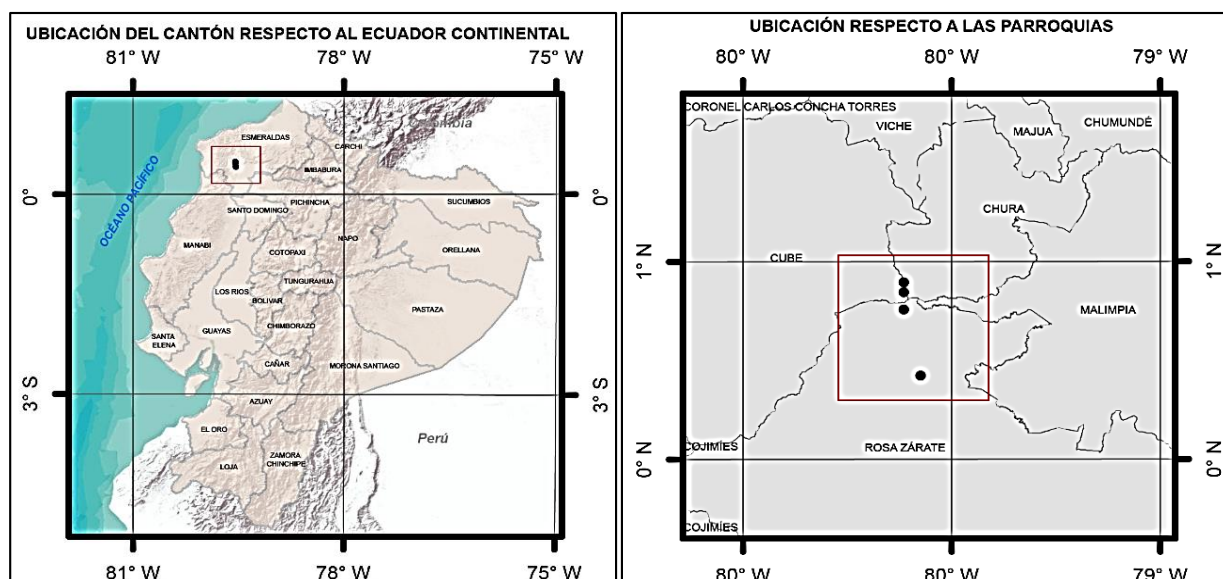 UBICACIÓN DEL CANTÓN RESPECTO AL ECUADOR CONTINENTAL
81° W 78° W 75° W
Colombia
ESMERALDAS
CARCHI
IMBABURA
OCÉANO PACÍFICO
0° 0°
SUCUMBIOS
PICHINCHA
SANTO DOMINGO
NAPO
MANABI
ORELLANA
COTOPAXI
TUNGURAHUA
LOS RIOS
BOLIVAR
PASTAZA
CHIMBORAZO
GUAYAS
SANTA
ELENA
CAÑAR
MORONA SANTIAGO
3° S 3° S
AZUAY
EL ORO
Perú
ZAMORA
CHINCHIPE
LOJA
81° W 78° W 75° W
UBICACIÓN RESPECTO A LAS PARROQUIAS
80° W 80° W 79° W
CORONEL CARLOS CONCHA TORRES
VICHE
MAJUA
CHUMUNDÉ
CHURA
CUBE
1° N 1° N
MALIMPIA
COJIMÍES
ROSA ZÁRATE
0° N 0° N
COJIMÍES
80° W 80° W 79° W